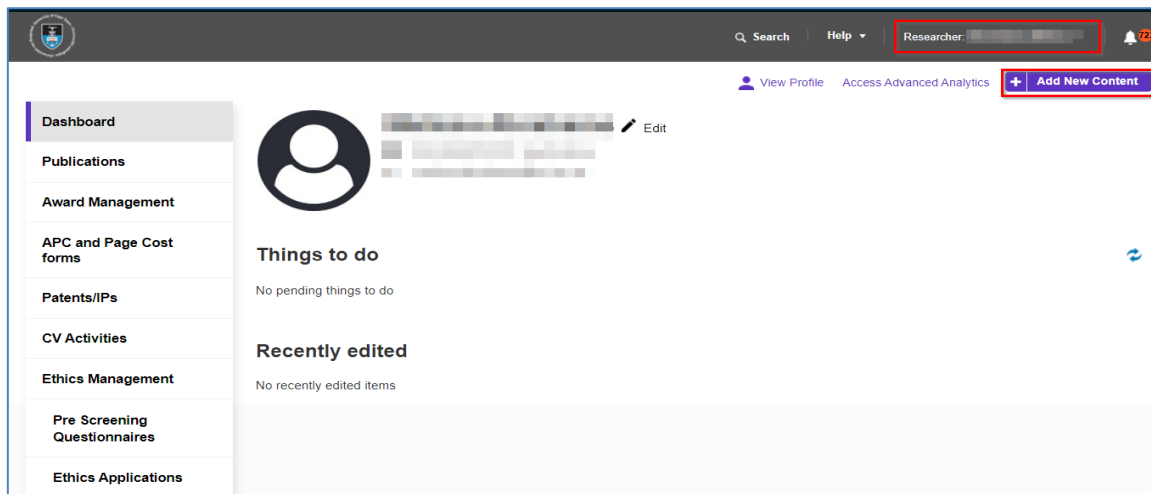 Search
Help
Researcher:
View Profile
Access Advanced Analytics
+ Add New Content
Dashboard
Edit
Publications
Award Management
APC and Page Cost
forms
Things to do
No pending things to do
Patents/IPs
CV Activities
Recently edited
Ethics Management
No recently edited items
Pre Screening
Questionnaires
Ethics Applications